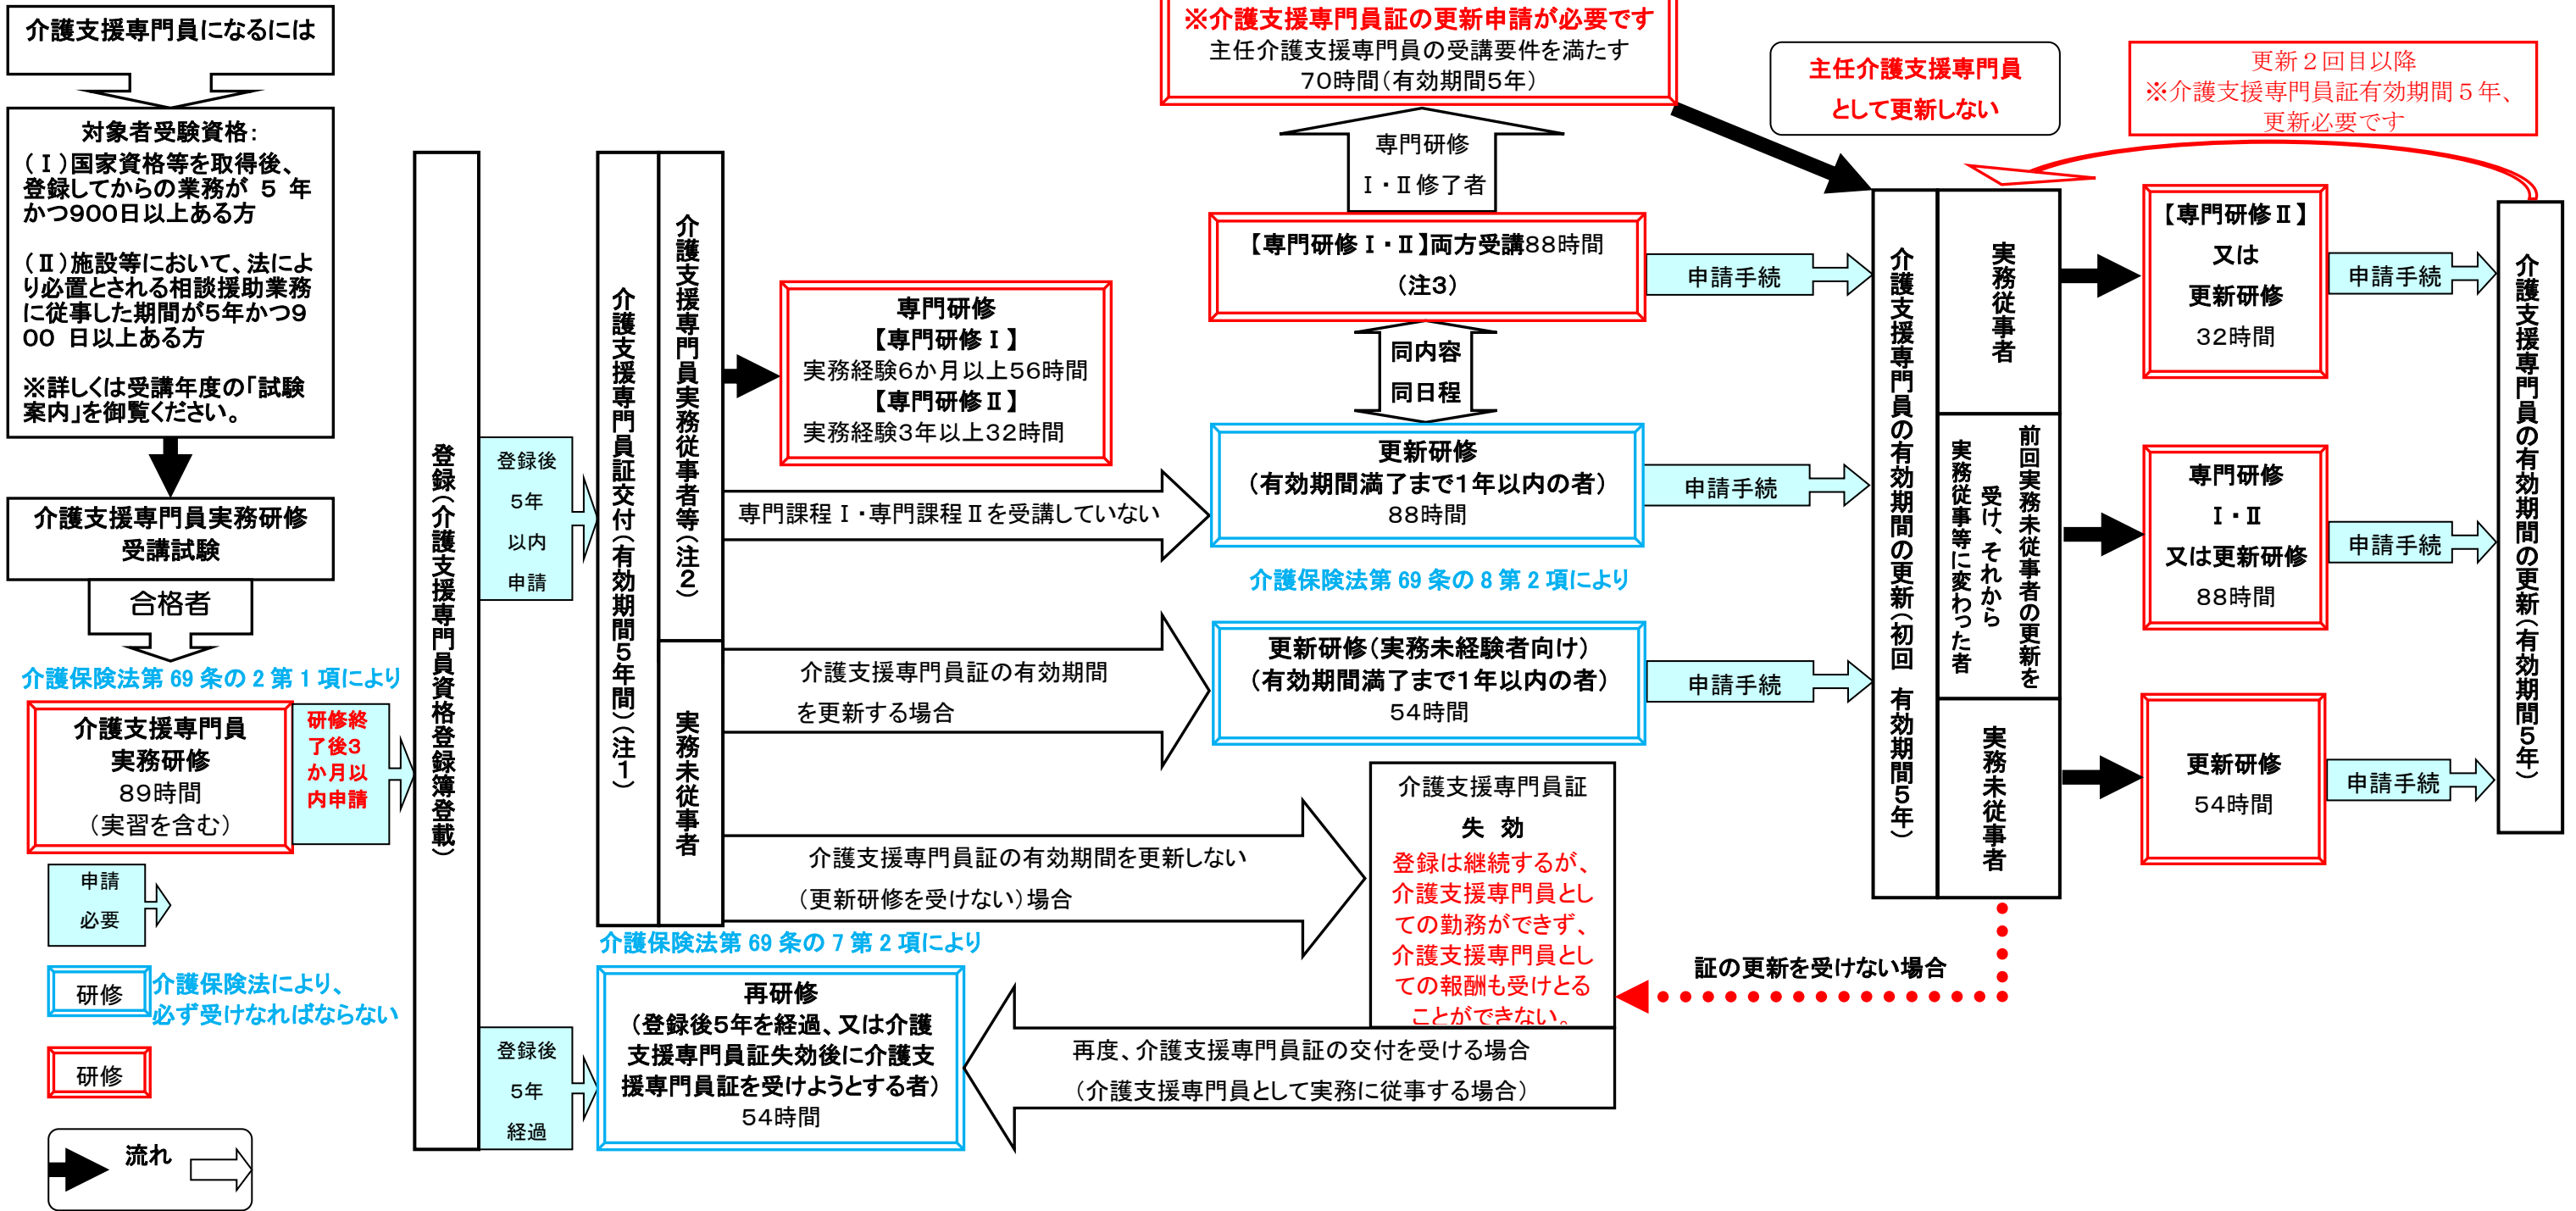 介護支援専門員になるには
対象者受験資格：
（Ⅰ）国家資格等を取得後、
登録してからの業務が 5 年
かつ900日以上ある方
（Ⅱ）施設等において、法によ
り必置とされる相談援助業務
に従事した期間が5年かつ9
00 日以上ある方
※詳しくは受講年度の「試験
案内」を御覧ください。
介護支援専門員実務研修
受講試験
合格者
介護保険法第 69 条の 2 第 1 項により
介護支援専門員
実務研修
89時間
（実習を含む）
研修終
了後3
か月以
内申請
申請
必要
研修
介護保険法により、
必ず受けなればならない
研修
流れ
登録（介護支援専門員資格登録簿登載）
登録後
5年
以内
申請
登録後
5年
経過
介護支援専門員証交付（有効期間5年間）（注1）
介護支援専門員実務従事者等（注2）
実務未従事者
専門研修
【専門研修Ⅰ】
実務経験6か月以上56時間
【専門研修Ⅱ】
実務経験3年以上32時間
専門課程Ⅰ・専門課程Ⅱを受講していない
介護支援専門員証の有効期間
を更新する場合
介護支援専門員証の有効期間を更新しない
（更新研修を受けない）場合
介護保険法第 69 条の 7 第 2 項により
再研修
（登録後5年を経過、又は介護
支援専門員証失効後に介護支
援専門員証を受けようとする者）
54時間
※介護支援専門員証の更新申請が必要です
主任介護支援専門員の受講要件を満たす
70時間（有効期間5年）
専門研修
Ⅰ・Ⅱ修了者
【専門研修Ⅰ・Ⅱ】両方受講88時間
（注3）
同内容
同日程
更新研修
（有効期間満了まで1年以内の者）
88時間
介護保険法第 69 条の 8 第 2 項により
更新研修（実務未経験者向け）
（有効期間満了まで1年以内の者）
54時間
介護支援専門員証
失 効
登録は継続するが、
介護支援専門員とし
ての勤務ができず、
介護支援専門員とし
ての報酬も受けとる
ことができない。
再度、介護支援専門員証の交付を受ける場合
（介護支援専門員として実務に従事する場合）
申請手続
申請手続
申請手続
主任介護支援専門員
として更新しない
介護支援専門員の有効期間の更新（初回 有効期間5年）
実務従事者
前回実務未従事者の更新を
受け、それから
実務従事等に変わった者
実務未従事者
証の更新を受けない場合
更新２回目以降
※介護支援専門員証有効期間５年、
更新必要です
【専門研修Ⅱ】
又は
更新研修
32時間
専門研修
Ⅰ・Ⅱ
又は更新研修
88時間
更新研修
54時間
申請手続
申請手続
申請手続
介護支援専門員の有効期間の更新（有効期間5年）